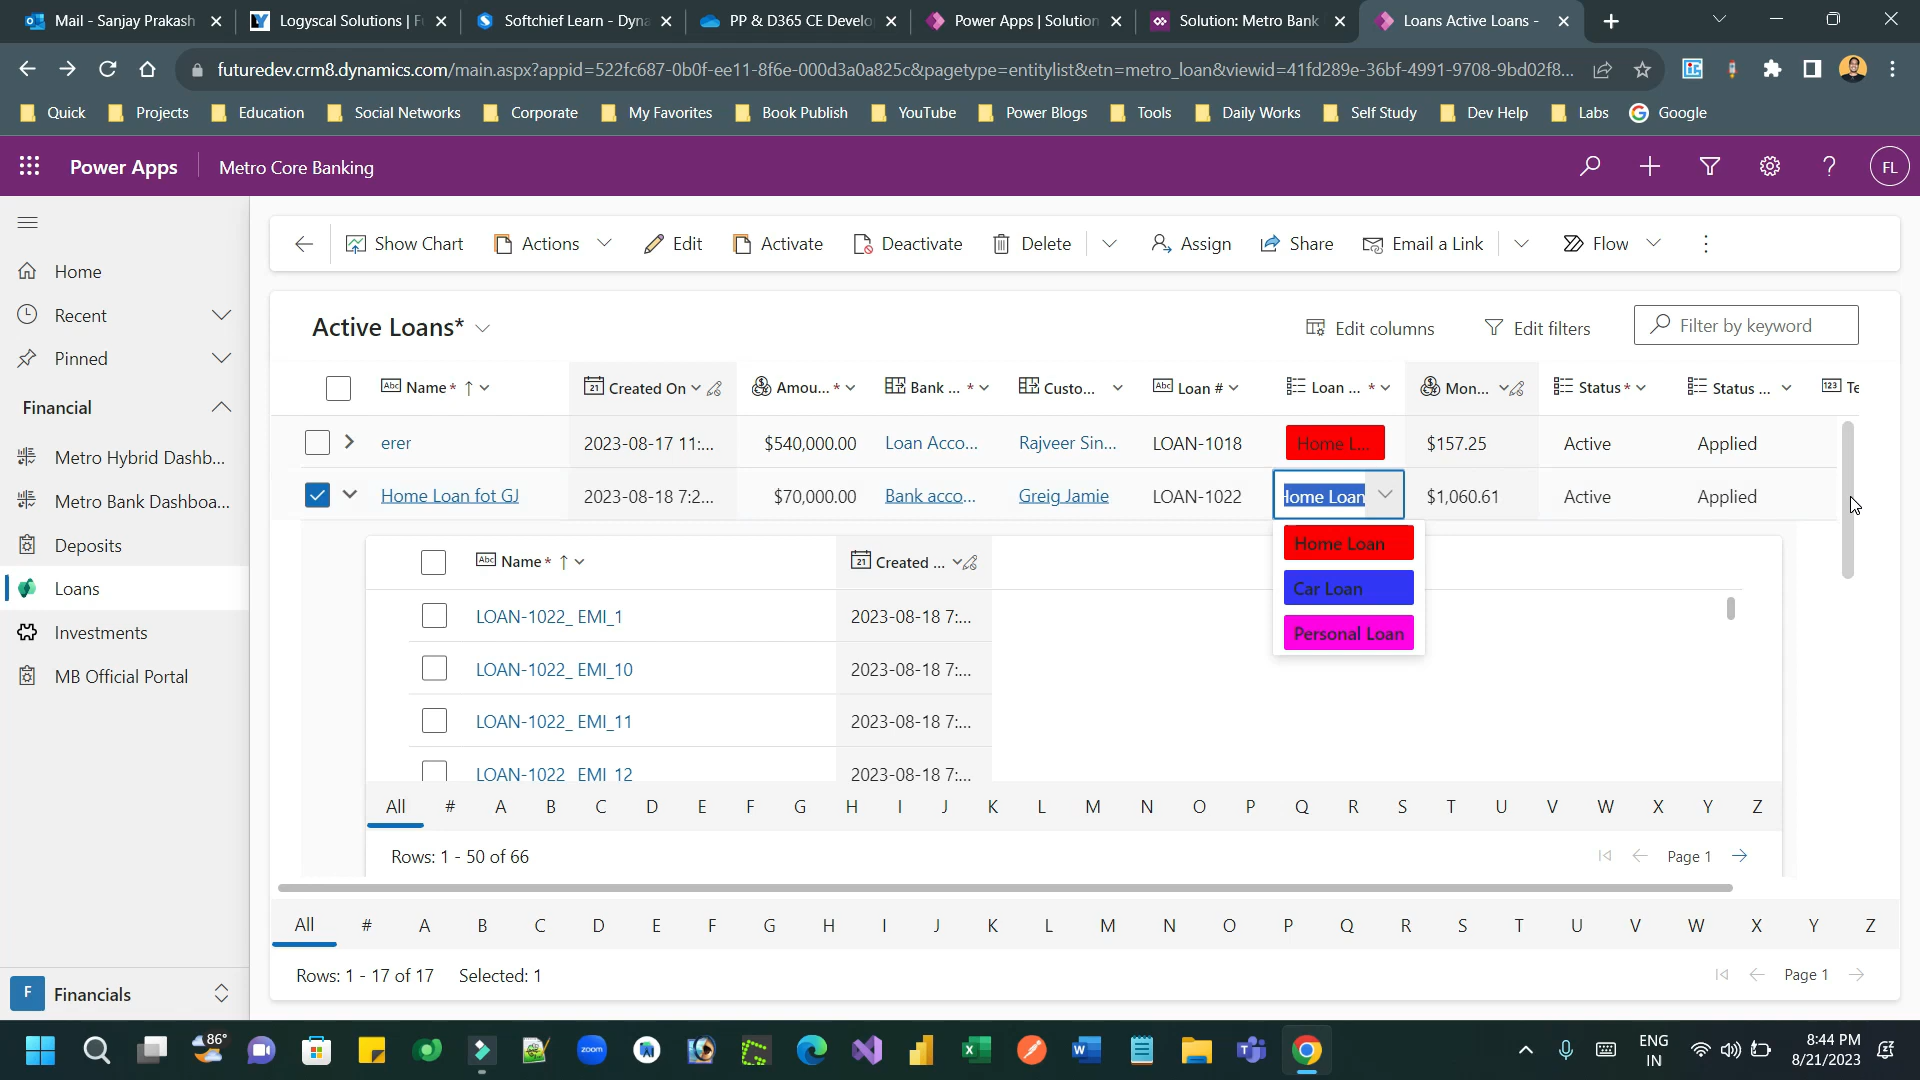 Mail - Sanjay Prakash
Logyscal Solutions | F
Softchief Learn - Dyna
PP & D365 CE Develo
Power Apps | Solution
Solution: Metro Bank
Loans Active Loans -
futuredev.crm8.dynamics.com/main.aspx?appid=522fc687-0b0f-ee11-8f6e-000d3a0a825c&pagetype=entitylist&etn=metro_loan&viewid=41fd289e-36bf-4991-9708-9bd02f8...
Quick Projects Education Social Networks Corporate My Favorites Book Publish YouTube Power Blogs Tools Daily Works Self Study Dev Help Labs Google
Power Apps Metro Core Banking FL
Show Chart Actions Edit Activate Deactivate Delete Assign Share Email a Link Flow
Home
Recent
Pinned
Financial
Metro Hybrid Dashb...
Metro Bank Dashboa...
Deposits
Loans
Investments
MB Official Portal
F Financials
Active Loans*
Edit columns Edit filters Filter by keyword
Abc Name* 21 Created On Amou... * Bank ... * Custo... Abc Loan # Loan ... * Mon... Status* Status ... 123 Te
erer 2023-08-17 11:... $540,000.00 Loan Acco... Rajveer Sin... LOAN-1018 Home L... $157.25 Active Applied
Home Loan fot GJ 2023-08-18 7:2... $70,000.00 Bank acco... Greig Jamie LOAN-1022 Home Loan $1,060.61 Active Applied
Home Loan
Car Loan
Personal Loan
Abc Name* 21 Created ...
LOAN-1022_ EMI_1 2023-08-18 7:...
LOAN-1022_ EMI_10 2023-08-18 7:...
LOAN-1022_ EMI_11 2023-08-18 7:...
LOAN-1022_ EMI_12 2023-08-18 7:...
All # A B C D E F G H I J K L M N O P Q R S T U V W X Y Z
Rows: 1 - 50 of 66 Page 1
All # A B C D E F G H I J K L M N O P Q R S T U V W X Y Z
Rows: 1 - 17 of 17 Selected: 1 Page 1
86°
zoom
ENG
IN
8:44 PM
8/21/2023